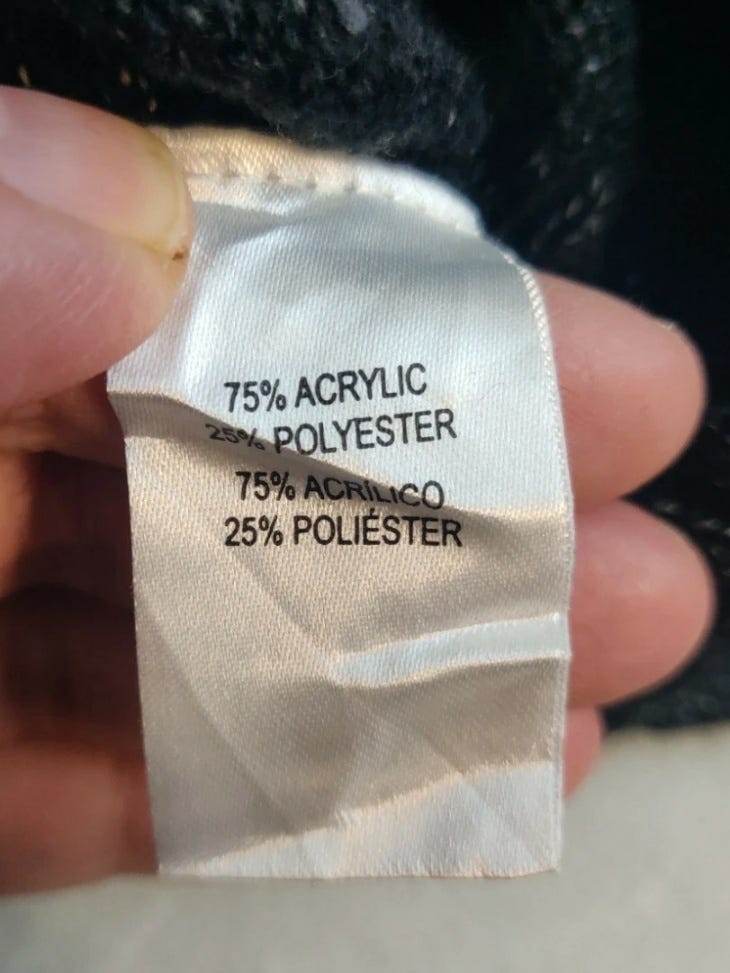 75% ACRYLIC
25% POLYESTER
75% ACRÍLICO
25% POLIÉSTER